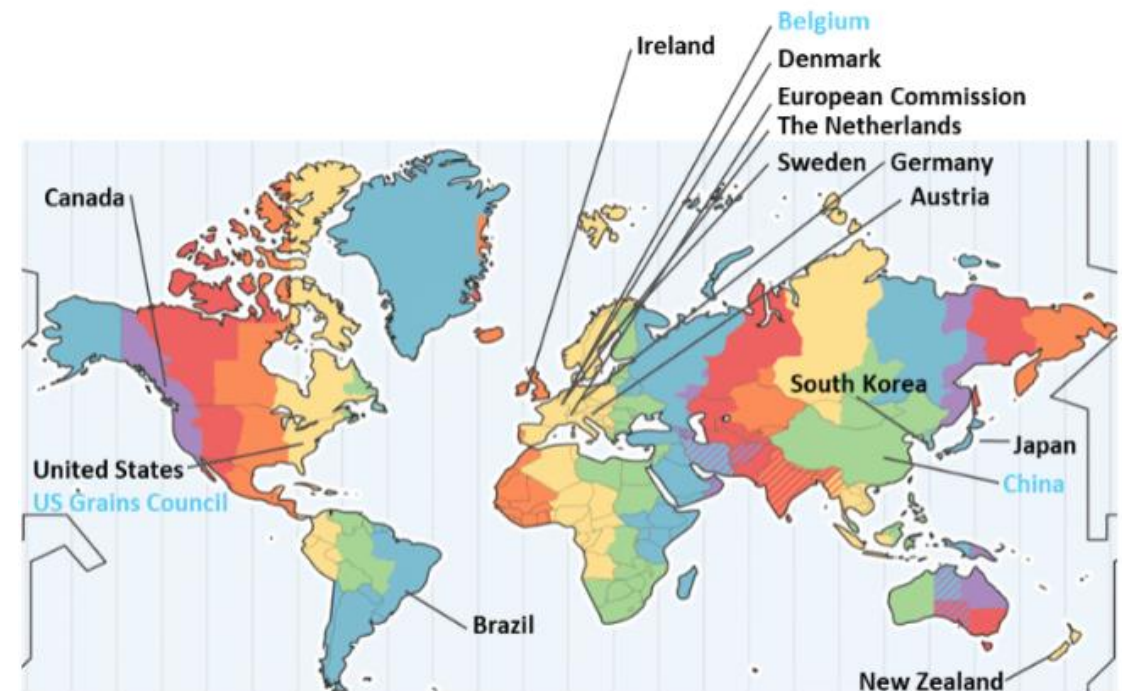 Belgium
Ireland
Denmark
European Commission
The Netherlands
Sweden
Germany
Canada
Austria
South Korea
Japan
United States
China
US Grains Council
Brazil
New Zealand